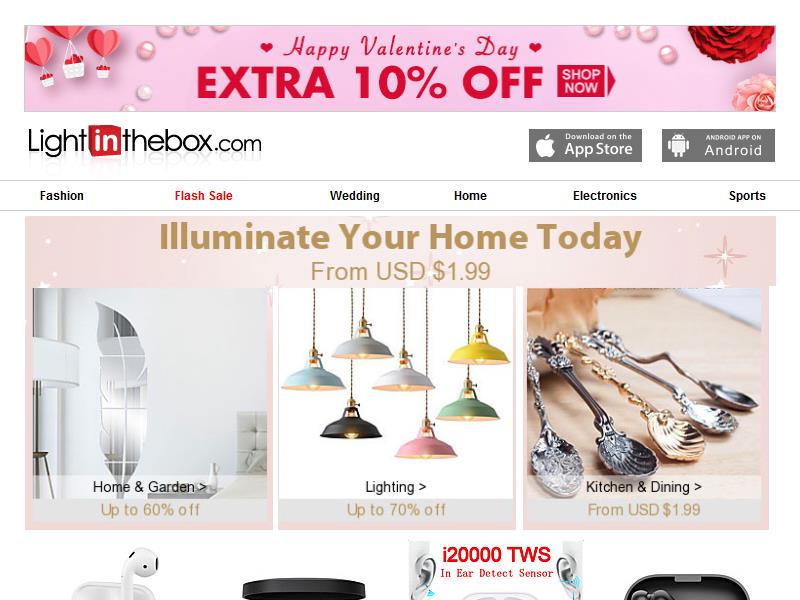 Happy Valentine's Day
EXTRA 10% OFF
SHOP
NOW
Lightinthebox.com
Download on the
App Store
ANDROID APP ON
Android
Fashion
Flash Sale
Wedding
Home
Electronics
Sports
Illuminate Your Home Today
From USD $1.99
Home & Garden >
Up to 60% off
Lighting >
Up to 70% off
Kitchen & Dining >
From USD $1.99
i20000 TWS
In Ear Detect Sensor